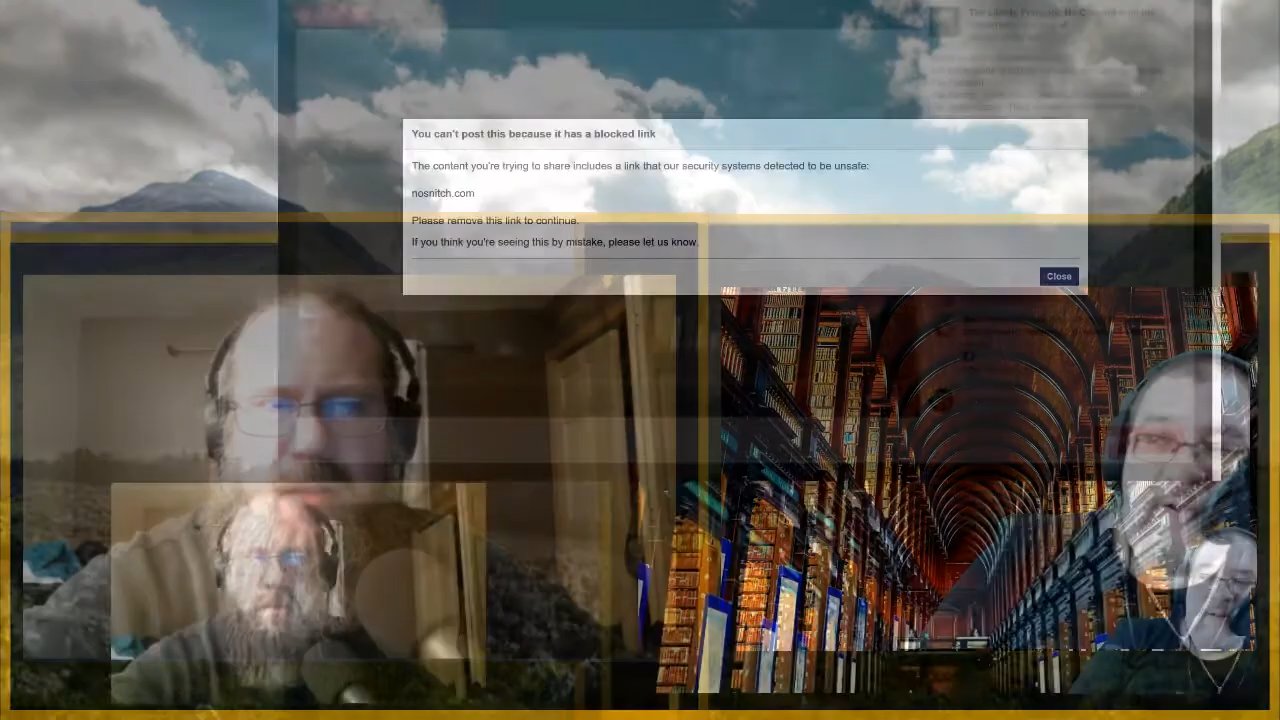 You can't post this because it has a blocked link
The content you're trying to share includes a link that our security systems detected to be unsafe:
nosnitch.com
Please remove this link to continue.
If you think you're seeing this by mistake, please let us know.
Close